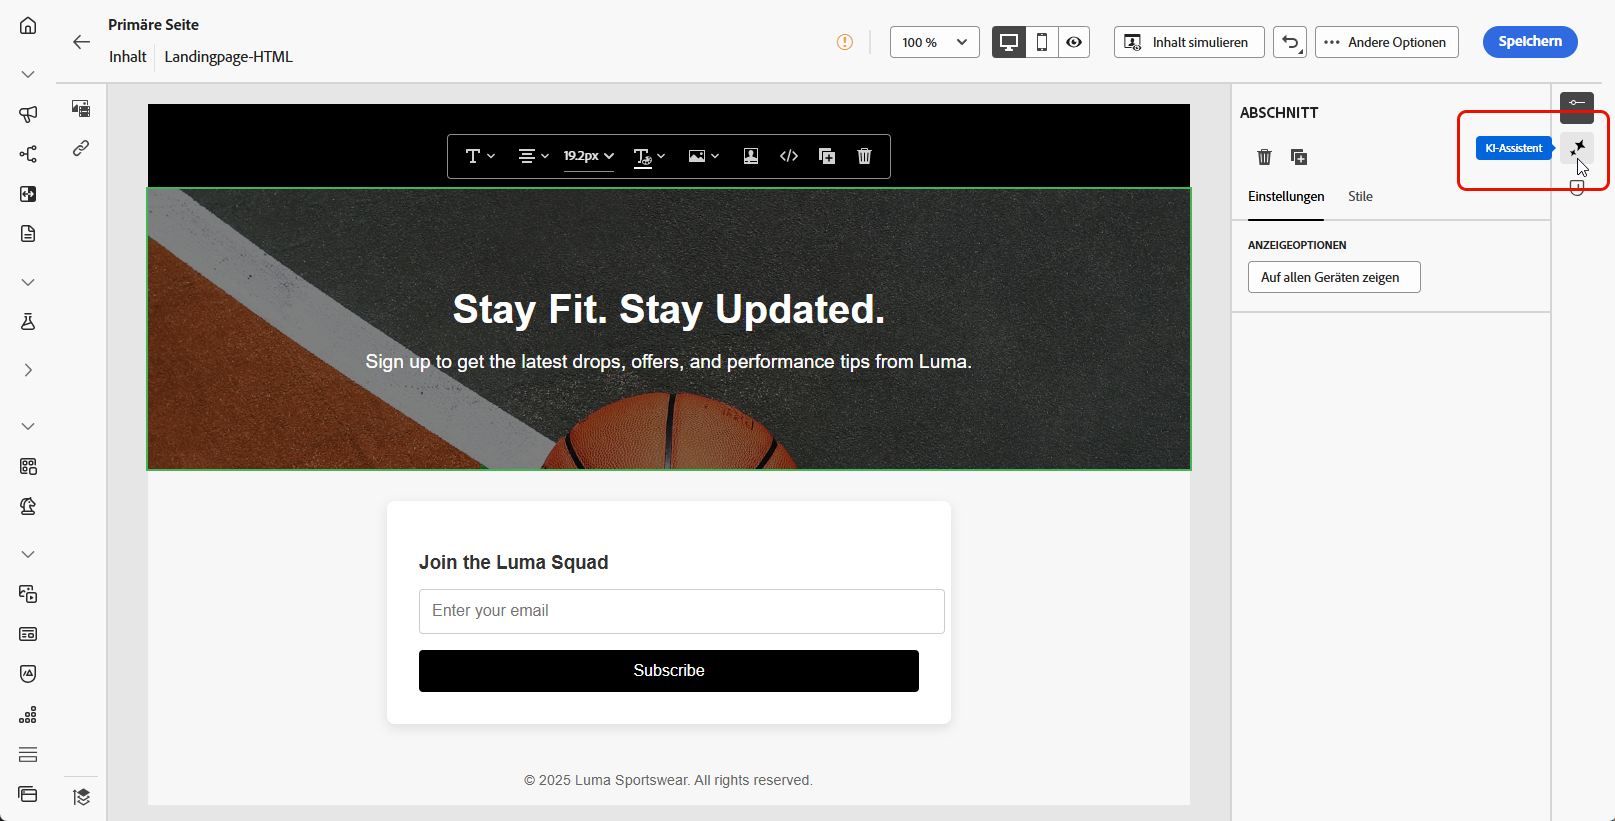 Primäre Seite
Inhalt Landingpage-HTML
100 %
Inhalt simulieren
Andere Optionen
Speichern
ABSCHNITT
KI-Assistent
Einstellungen Stile
ANZEIGEOPTIONEN
Auf allen Geräten zeigen
19.2px
Stay Fit. Stay Updated.
Sign up to get the latest drops, offers, and performance tips from Luma.
Join the Luma Squad
Enter your email
Subscribe
© 2025 Luma Sportswear. All rights reserved.